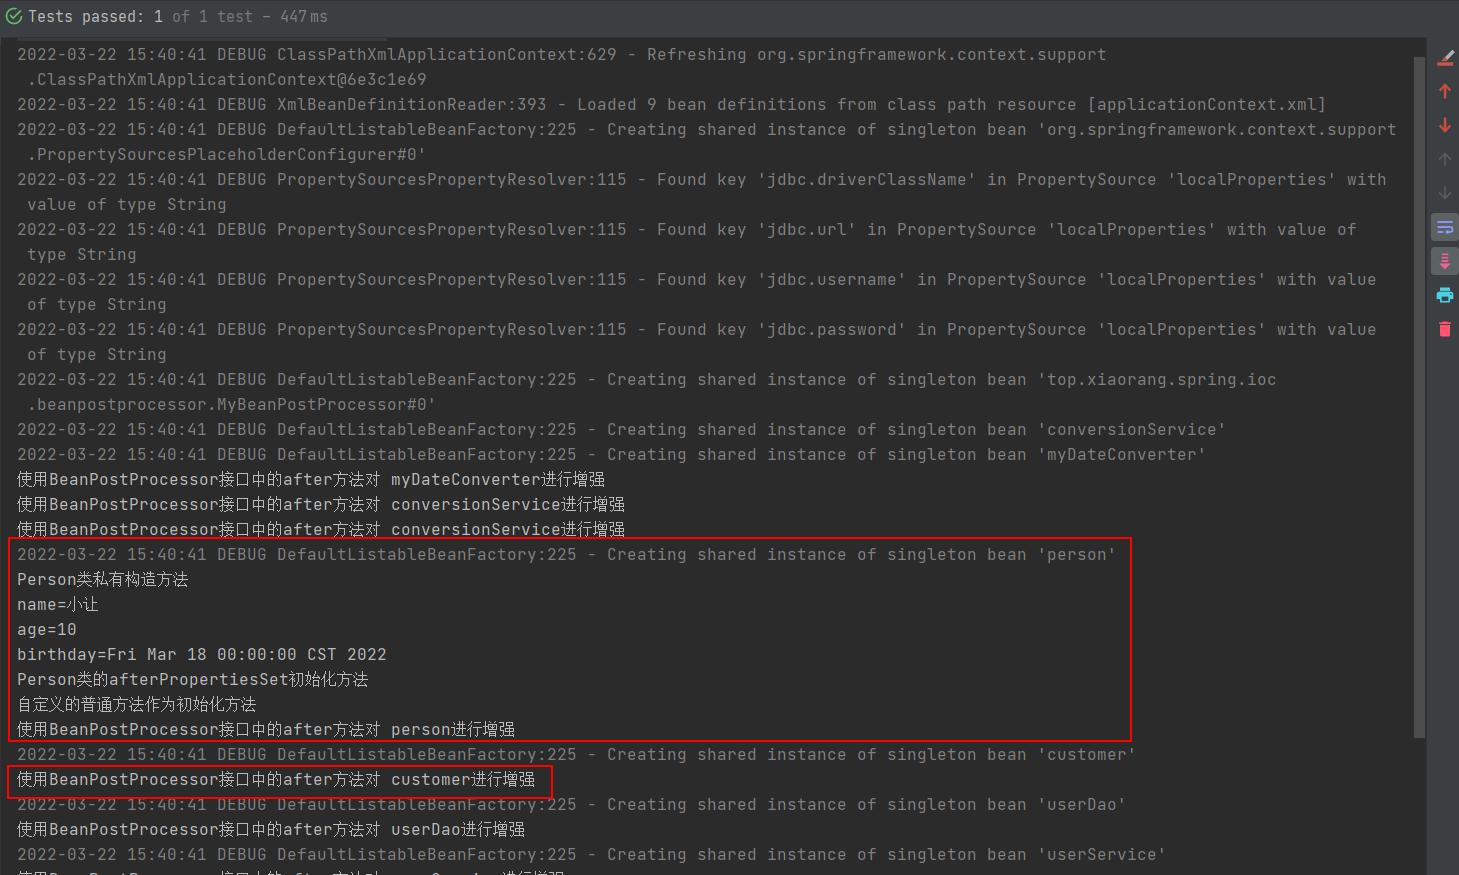 Tests passed: 1 of 1 test – 447 ms
2022-03-22 15:40:41 DEBUG ClassPathXmlApplicationContext:629 - Refreshing org.springframework.context.support
.ClassPathXmlApplicationContext@6e3c1e69
2022-03-22 15:40:41 DEBUG XmlBeanDefinitionReader:393 - Loaded 9 bean definitions from class path resource [applicationContext.xml]
2022-03-22 15:40:41 DEBUG DefaultListableBeanFactory:225 - Creating shared instance of singleton bean 'org.springframework.context.support
.PropertySourcesPlaceholderConfigurer#0'
2022-03-22 15:40:41 DEBUG PropertySourcesPropertyResolver:115 - Found key 'jdbc.driverClassName' in PropertySource 'localProperties' with
value of type String
2022-03-22 15:40:41 DEBUG PropertySourcesPropertyResolver:115 - Found key 'jdbc.url' in PropertySource 'localProperties' with value of
type String
2022-03-22 15:40:41 DEBUG PropertySourcesPropertyResolver:115 - Found key 'jdbc.username' in PropertySource 'localProperties' with value
of type String
2022-03-22 15:40:41 DEBUG PropertySourcesPropertyResolver:115 - Found key 'jdbc.password' in PropertySource 'localProperties' with value
of type String
2022-03-22 15:40:41 DEBUG DefaultListableBeanFactory:225 - Creating shared instance of singleton bean 'top.xiaorang.spring.ioc
.beanpostprocessor.MyBeanPostProcessor#0'
2022-03-22 15:40:41 DEBUG DefaultListableBeanFactory:225 - Creating shared instance of singleton bean 'conversionService'
2022-03-22 15:40:41 DEBUG DefaultListableBeanFactory:225 - Creating shared instance of singleton bean 'myDateConverter'
使用BeanPostProcessor接口中的after方法对 myDateConverter进行增强
使用BeanPostProcessor接口中的after方法对 conversionService进行增强
使用BeanPostProcessor接口中的after方法对 conversionService进行增强
2022-03-22 15:40:41 DEBUG DefaultListableBeanFactory:225 - Creating shared instance of singleton bean 'person'
Person类私有构造方法
name=小让
age=10
birthday=Fri Mar 18 00:00:00 CST 2022
Person类的afterPropertiesSet初始化方法
自定义的普通方法作为初始化方法
使用BeanPostProcessor接口中的after方法对 person进行增强
2022-03-22 15:40:41 DEBUG DefaultListableBeanFactory:225 - Creating shared instance of singleton bean 'customer'
使用BeanPostProcessor接口中的after方法对 customer进行增强
2022-03-22 15:40:41 DEBUG DefaultListableBeanFactory:225 - Creating shared instance of singleton bean 'userDao'
使用BeanPostProcessor接口中的after方法对 userDao进行增强
2022-03-22 15:40:41 DEBUG DefaultListableBeanFactory:225 - Creating shared instance of singleton bean 'userService'